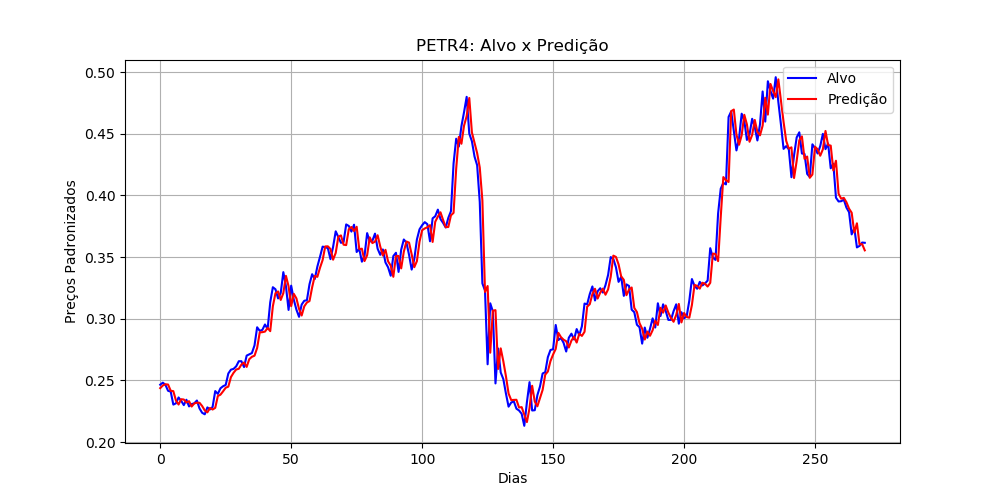 PETR4: Alvo x Predição
Alvo
Predição
Preços Padronizados
0.50
0.45
0.40
0.35
0.30
0.25
0.20
0 50 100 150 200 250
Dias